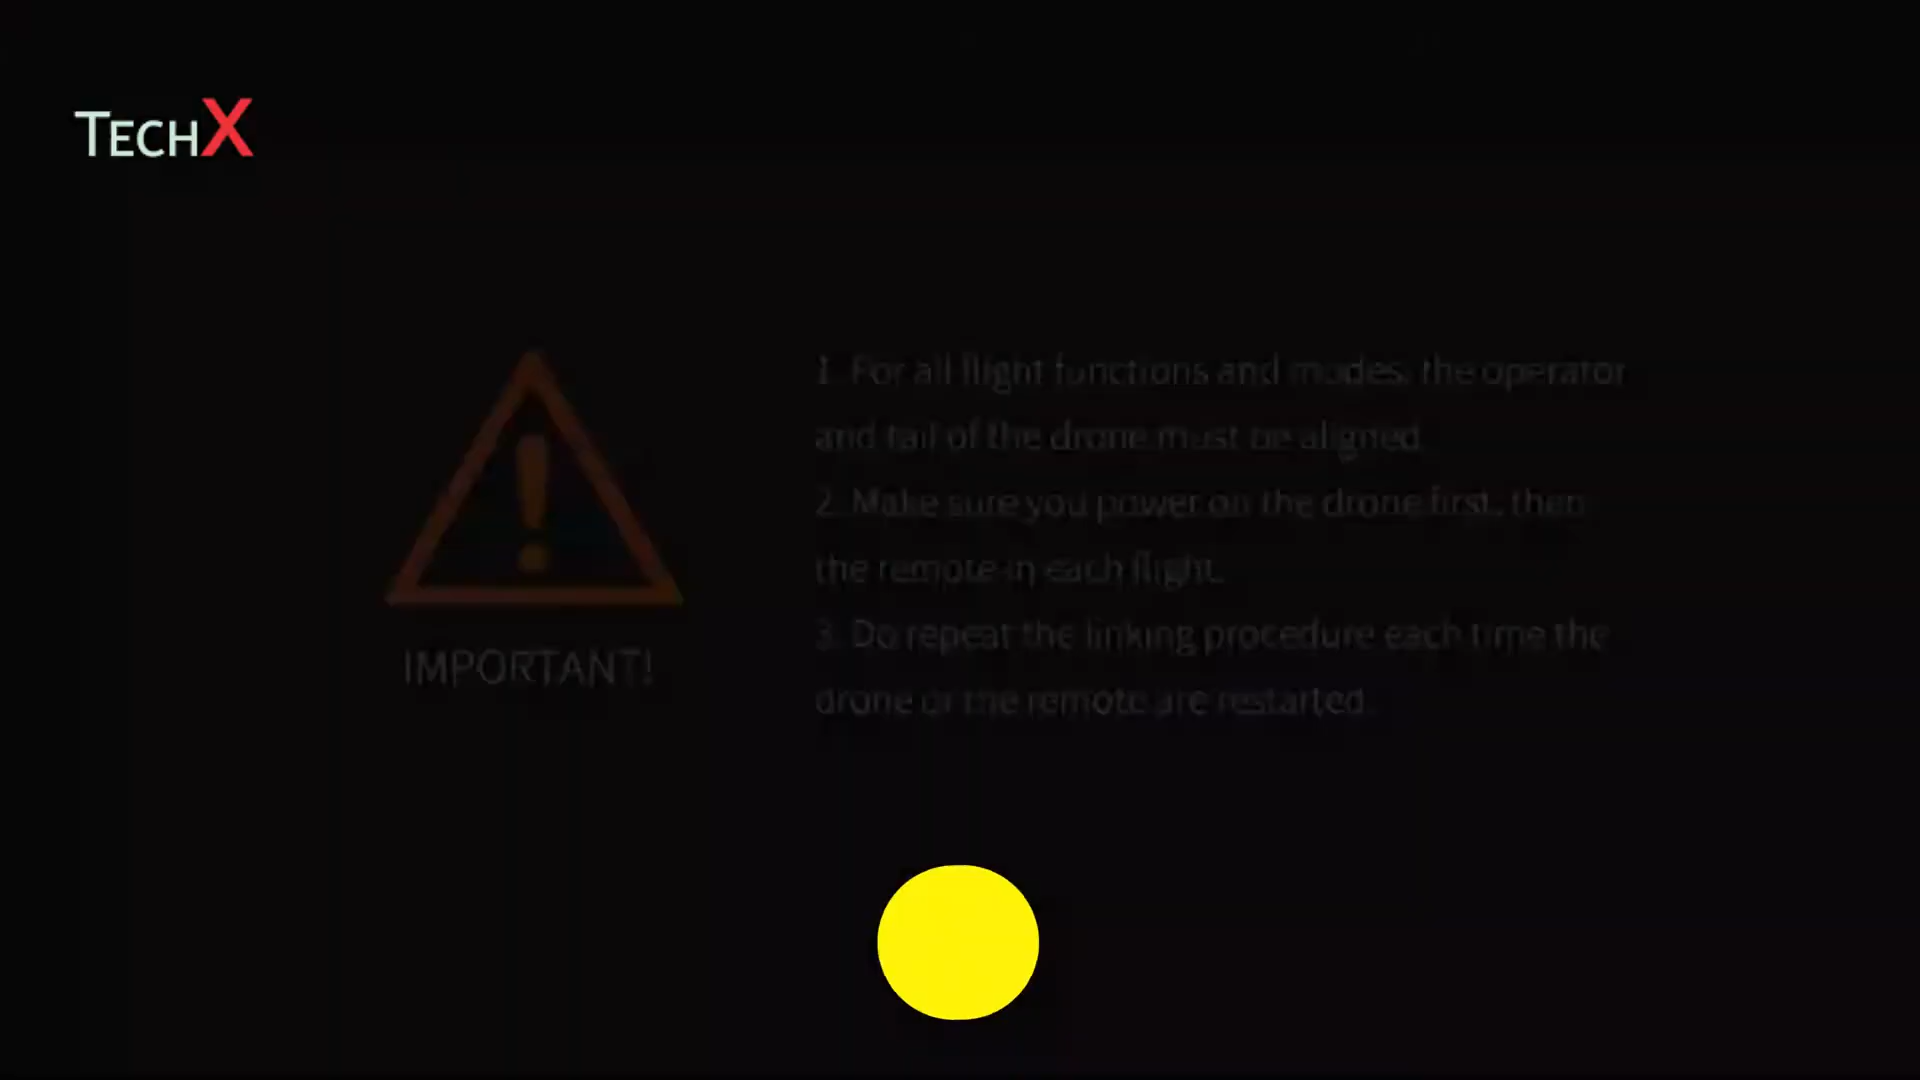 TECHX
1. For all flight functions and modes, the operator
and tail of the drone must be aligned.
2. Make sure you power on the drone first, then
the remote in each flight.
3. Do repeat the linking procedure each time the
drone or the remote are restarted.
IMPORTANT!